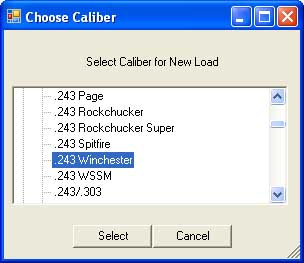 Choose Caliber
Select Caliber for New Load
.243 Page
.243 Rockchucker
.243 Rockchucker Super
.243 Spitfire
.243 Winchester
.243 WSSM
.243/.303
Select Cancel